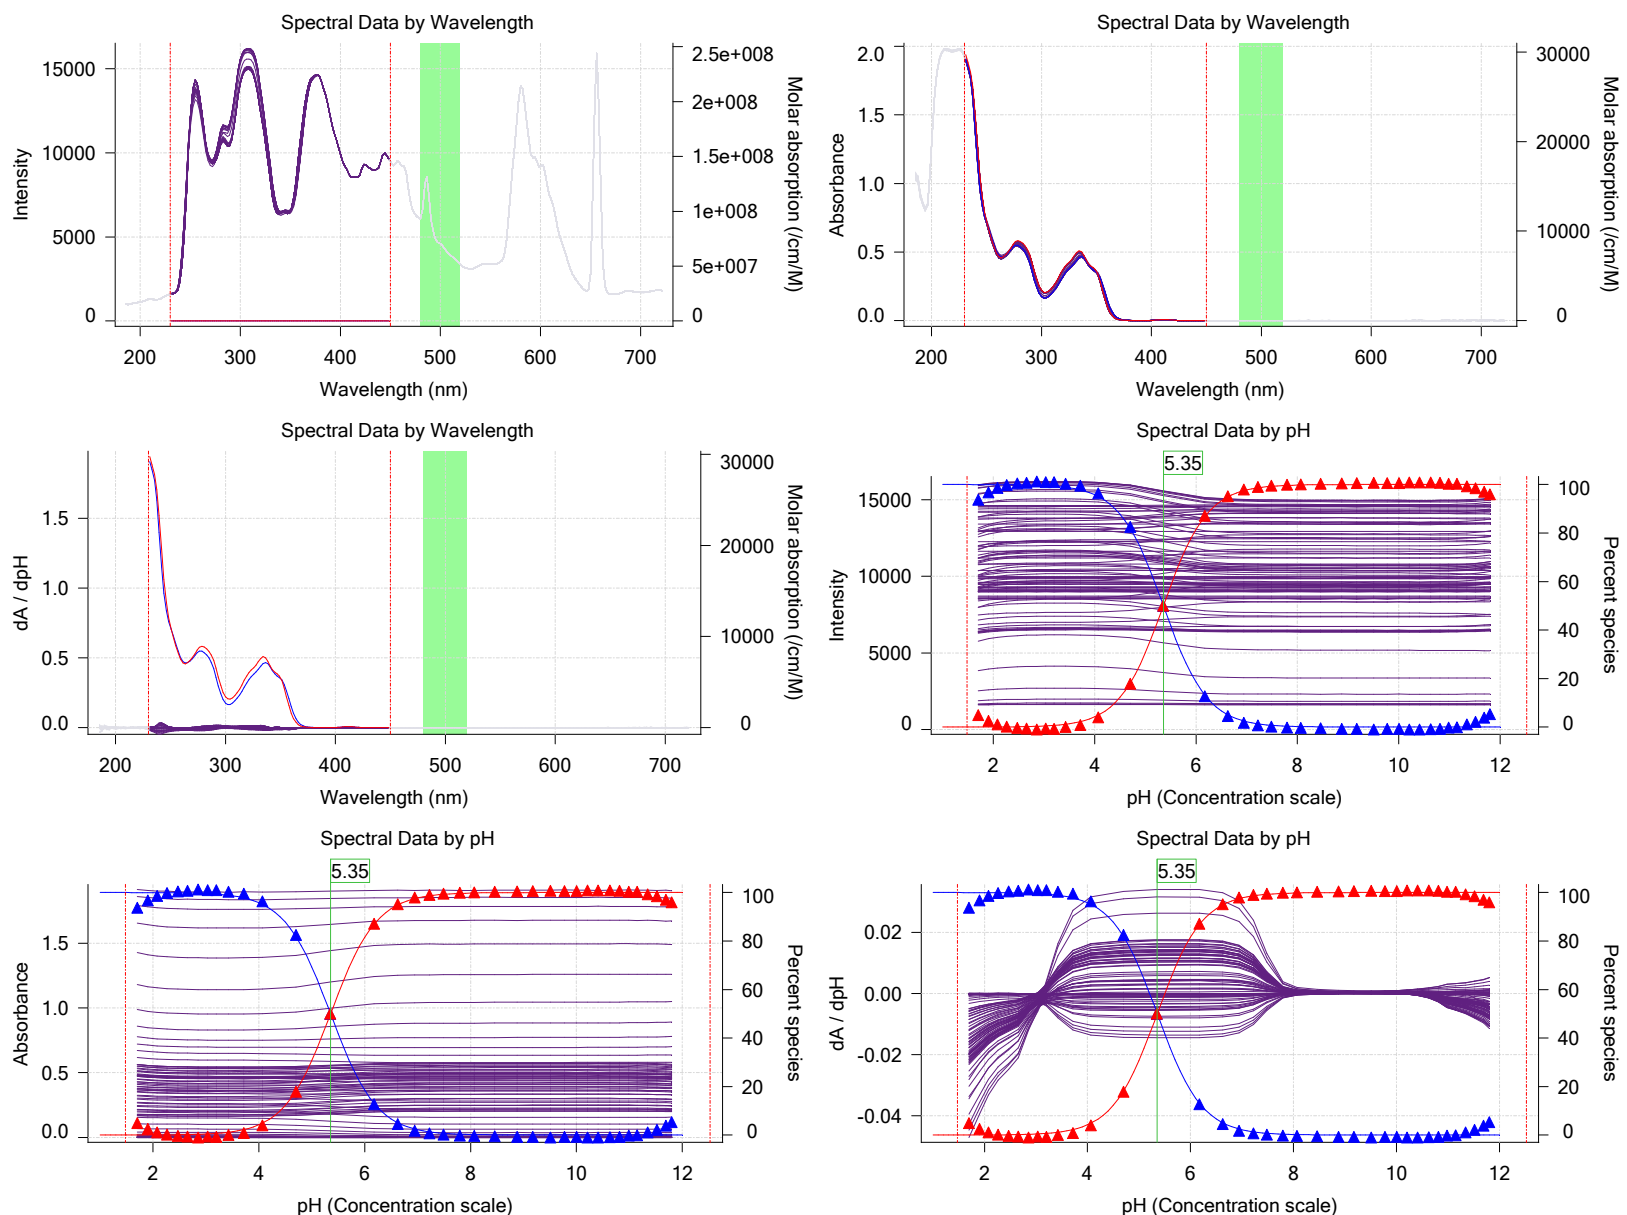 Spectral Data by Wavelength
Intensity
15000
10000
5000
0
2.5e+008
2e+008
1.5e+008
1e+008
5e+007
0
Molar absorption (/cm/M)
200 300 400 500 600 700
Wavelength (nm)
Spectral Data by Wavelength
Absorbance
2.0
1.5
1.0
0.5
0.0
30000
20000
10000
0
Molar absorption (/cm/M)
200 300 400 500 600 700
Wavelength (nm)
Spectral Data by Wavelength
dA / dpH
1.5
1.0
0.5
0.0
30000
20000
10000
0
Molar absorption (/cm/M)
200 300 400 500 600 700
Wavelength (nm)
Spectral Data by pH
5.35
Intensity
15000
10000
5000
0
100
80
60
40
20
0
Percent species
2 4 6 8 10 12
pH (Concentration scale)
Spectral Data by pH
5.35
Absorbance
1.5
1.0
0.5
0.0
100
80
60
40
20
0
Percent species
2 4 6 8 10 12
pH (Concentration scale)
Spectral Data by pH
5.35
dA / dpH
0.02
0.00
-0.02
-0.04
100
80
60
40
20
0
Percent species
2 4 6 8 10 12
pH (Concentration scale)